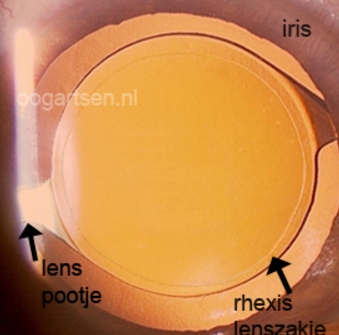 iris
oogartsen.nl
lens
pootje
rhexis
lenszakje